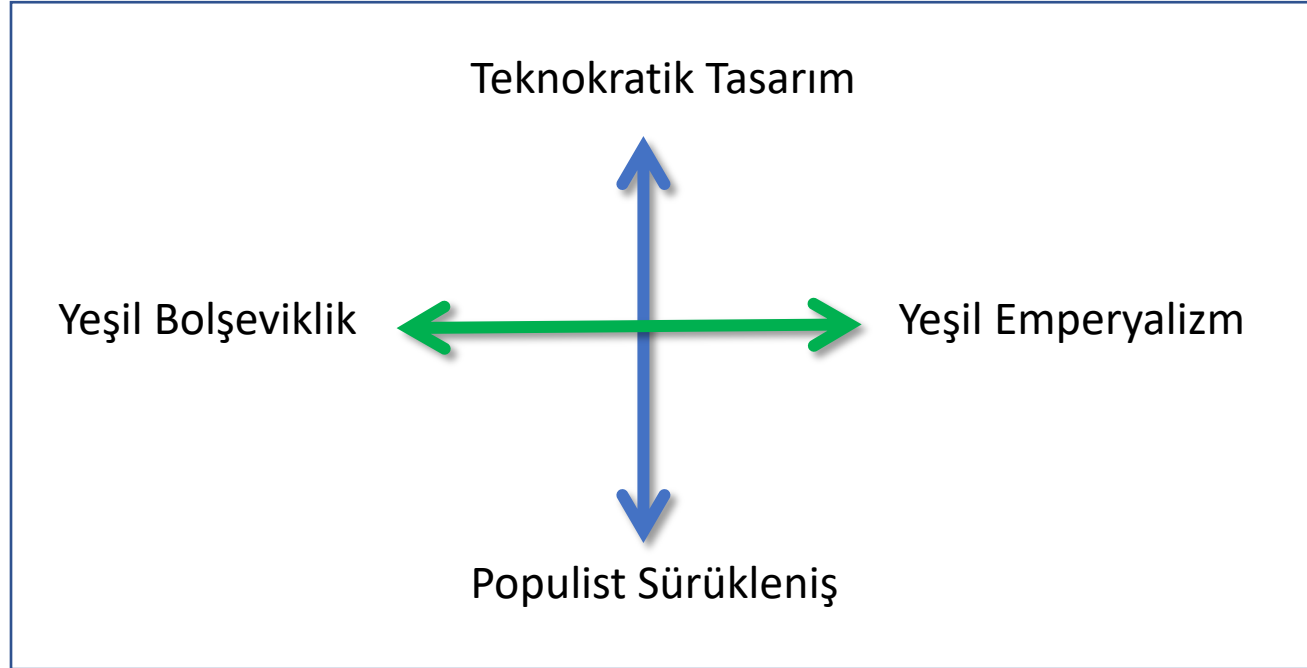 Teknokratik Tasarım
Yeşil Bolşeviklik
Yeşil Emperyalizm
Populist Sürükleniş